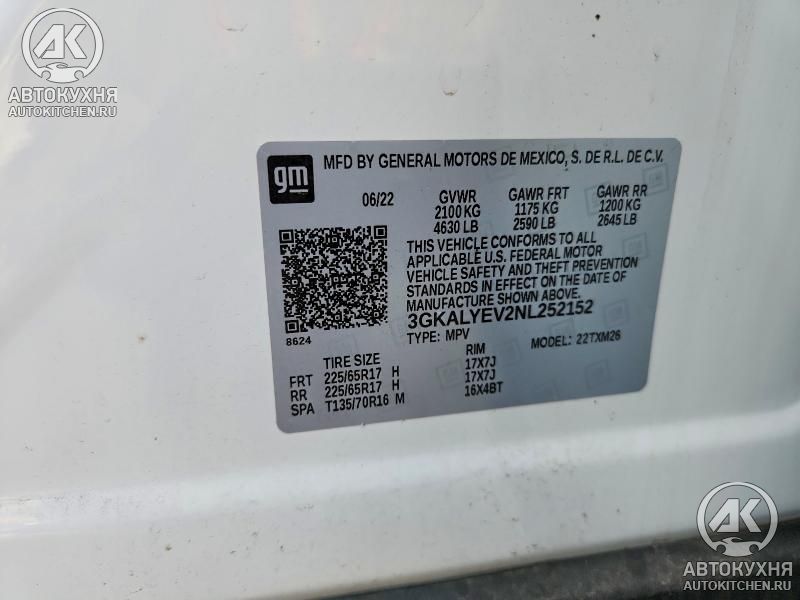 AK
АВТОКУХНЯ
AUTOKITCHEN.RU
gm
MFD BY GENERAL MOTORS DE MEXICO, S. DE R.L. DE C.V.
06/22 GVWR GAWR FRT GAWR RR
2100 KG 1175 KG 1200 KG
4630 LB 2590 LB 2645 LB
THIS VEHICLE CONFORMS TO ALL
APPLICABLE U.S. FEDERAL MOTOR
VEHICLE SAFETY AND THEFT PREVENTION
STANDARDS IN EFFECT ON THE DATE OF
MANUFACTURE SHOWN ABOVE.
8624
3GKALYEV2NL252152
TYPE: MPV MODEL: 22TXM26
TIRE SIZE RIM
FRT 225/65R17 H 17X7J
RR 225/65R17 H 17X7J
SPA T135/70R16 M 16X4BT
AK
АВТОКУХНЯ
AUTOKITCHEN.RU